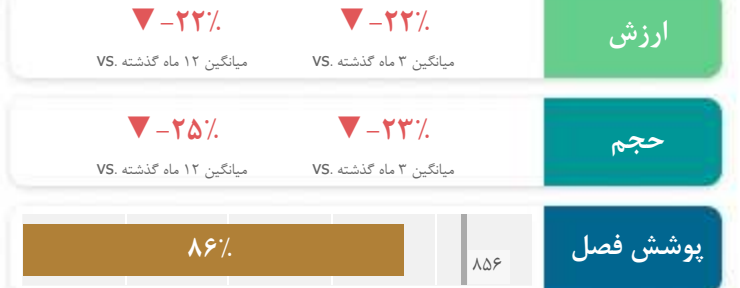 ارزش
▼ -۲۲٪ ▼ -۲۲٪
میانگین ۳ ماه گذشته .VS میانگین ۱۲ ماه گذشته .VS
حجم
▼ -۲۳٪ ▼ -۲۵٪
میانگین ۳ ماه گذشته .VS میانگین ۱۲ ماه گذشته .VS
پوشش فصل
۸۵۶
۸۶٪